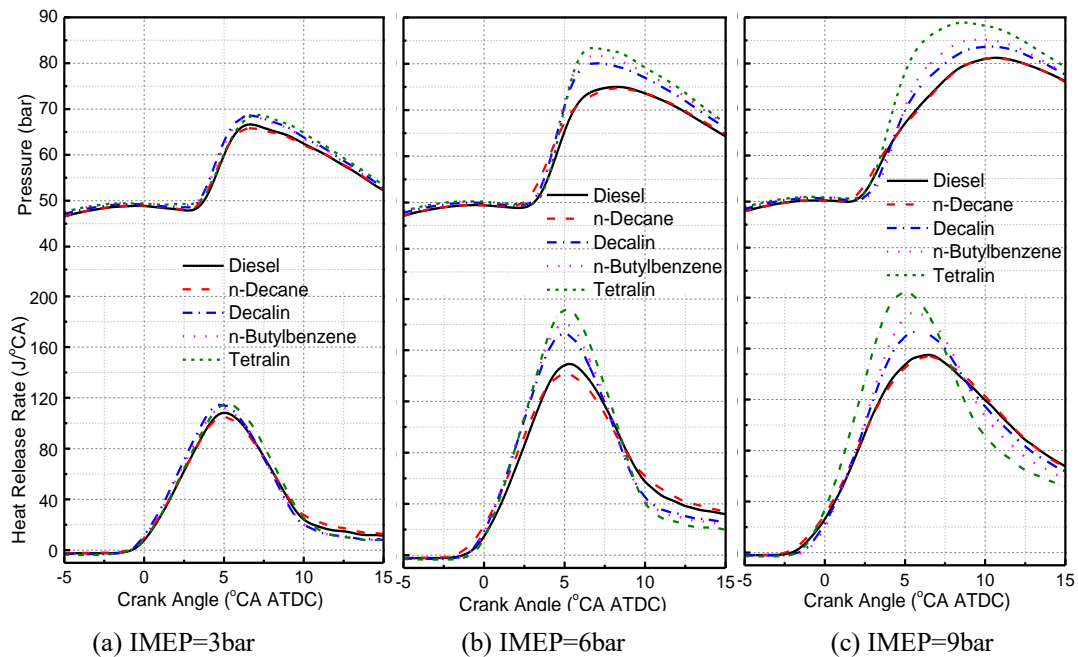 90
80
70
60
50
40
Pressure (bar)
200
160
120
80
40
0
Heat Release Rate (J/°CA)
Diesel
n-Decane
Decalin
n-Butylbenzene
Tetralin
-5 0 5 10 15
Crank Angle (°CA ATDC)
(a) IMEP=3bar
Diesel
n-Decane
Decalin
n-Butylbenzene
Tetralin
-5 0 5 10 15
Crank Angle (°CA ATDC)
(b) IMEP=6bar
Diesel
n-Decane
Decalin
n-Butylbenzene
Tetralin
-5 0 5 10 15
Crank Angle (°CA ATDC)
(c) IMEP=9bar